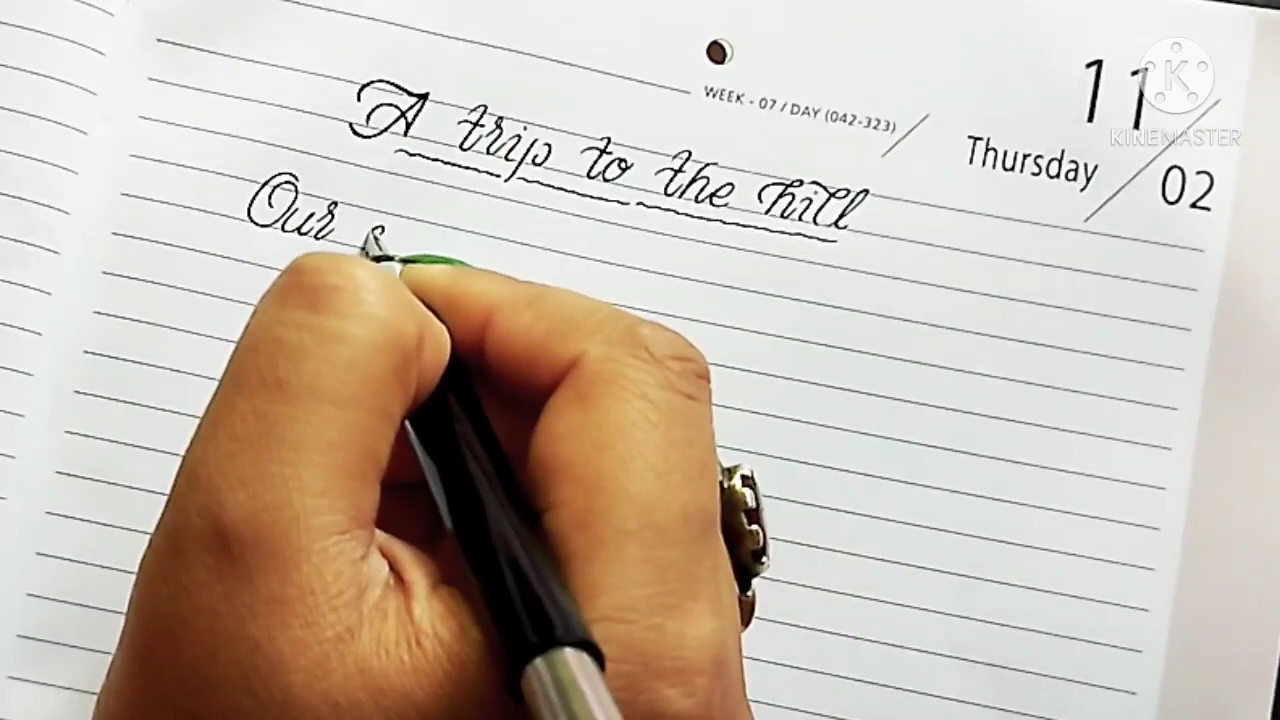 11
WEEK - 07 / DAY (042-323)
Thursday
02
KINEMASTER
A trip to the hill
Our